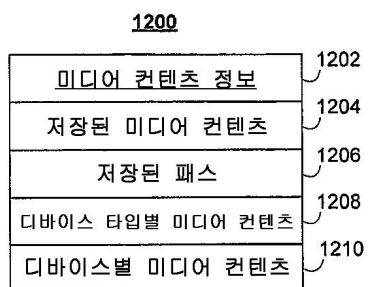 1200
미디어 컨텐츠 정보 1202
저장된 미디어 컨텐츠 1204
저장된 패스 1206
디바이스 타입별 미디어 컨텐츠 1208
디바이스별 미디어 컨텐츠 1210